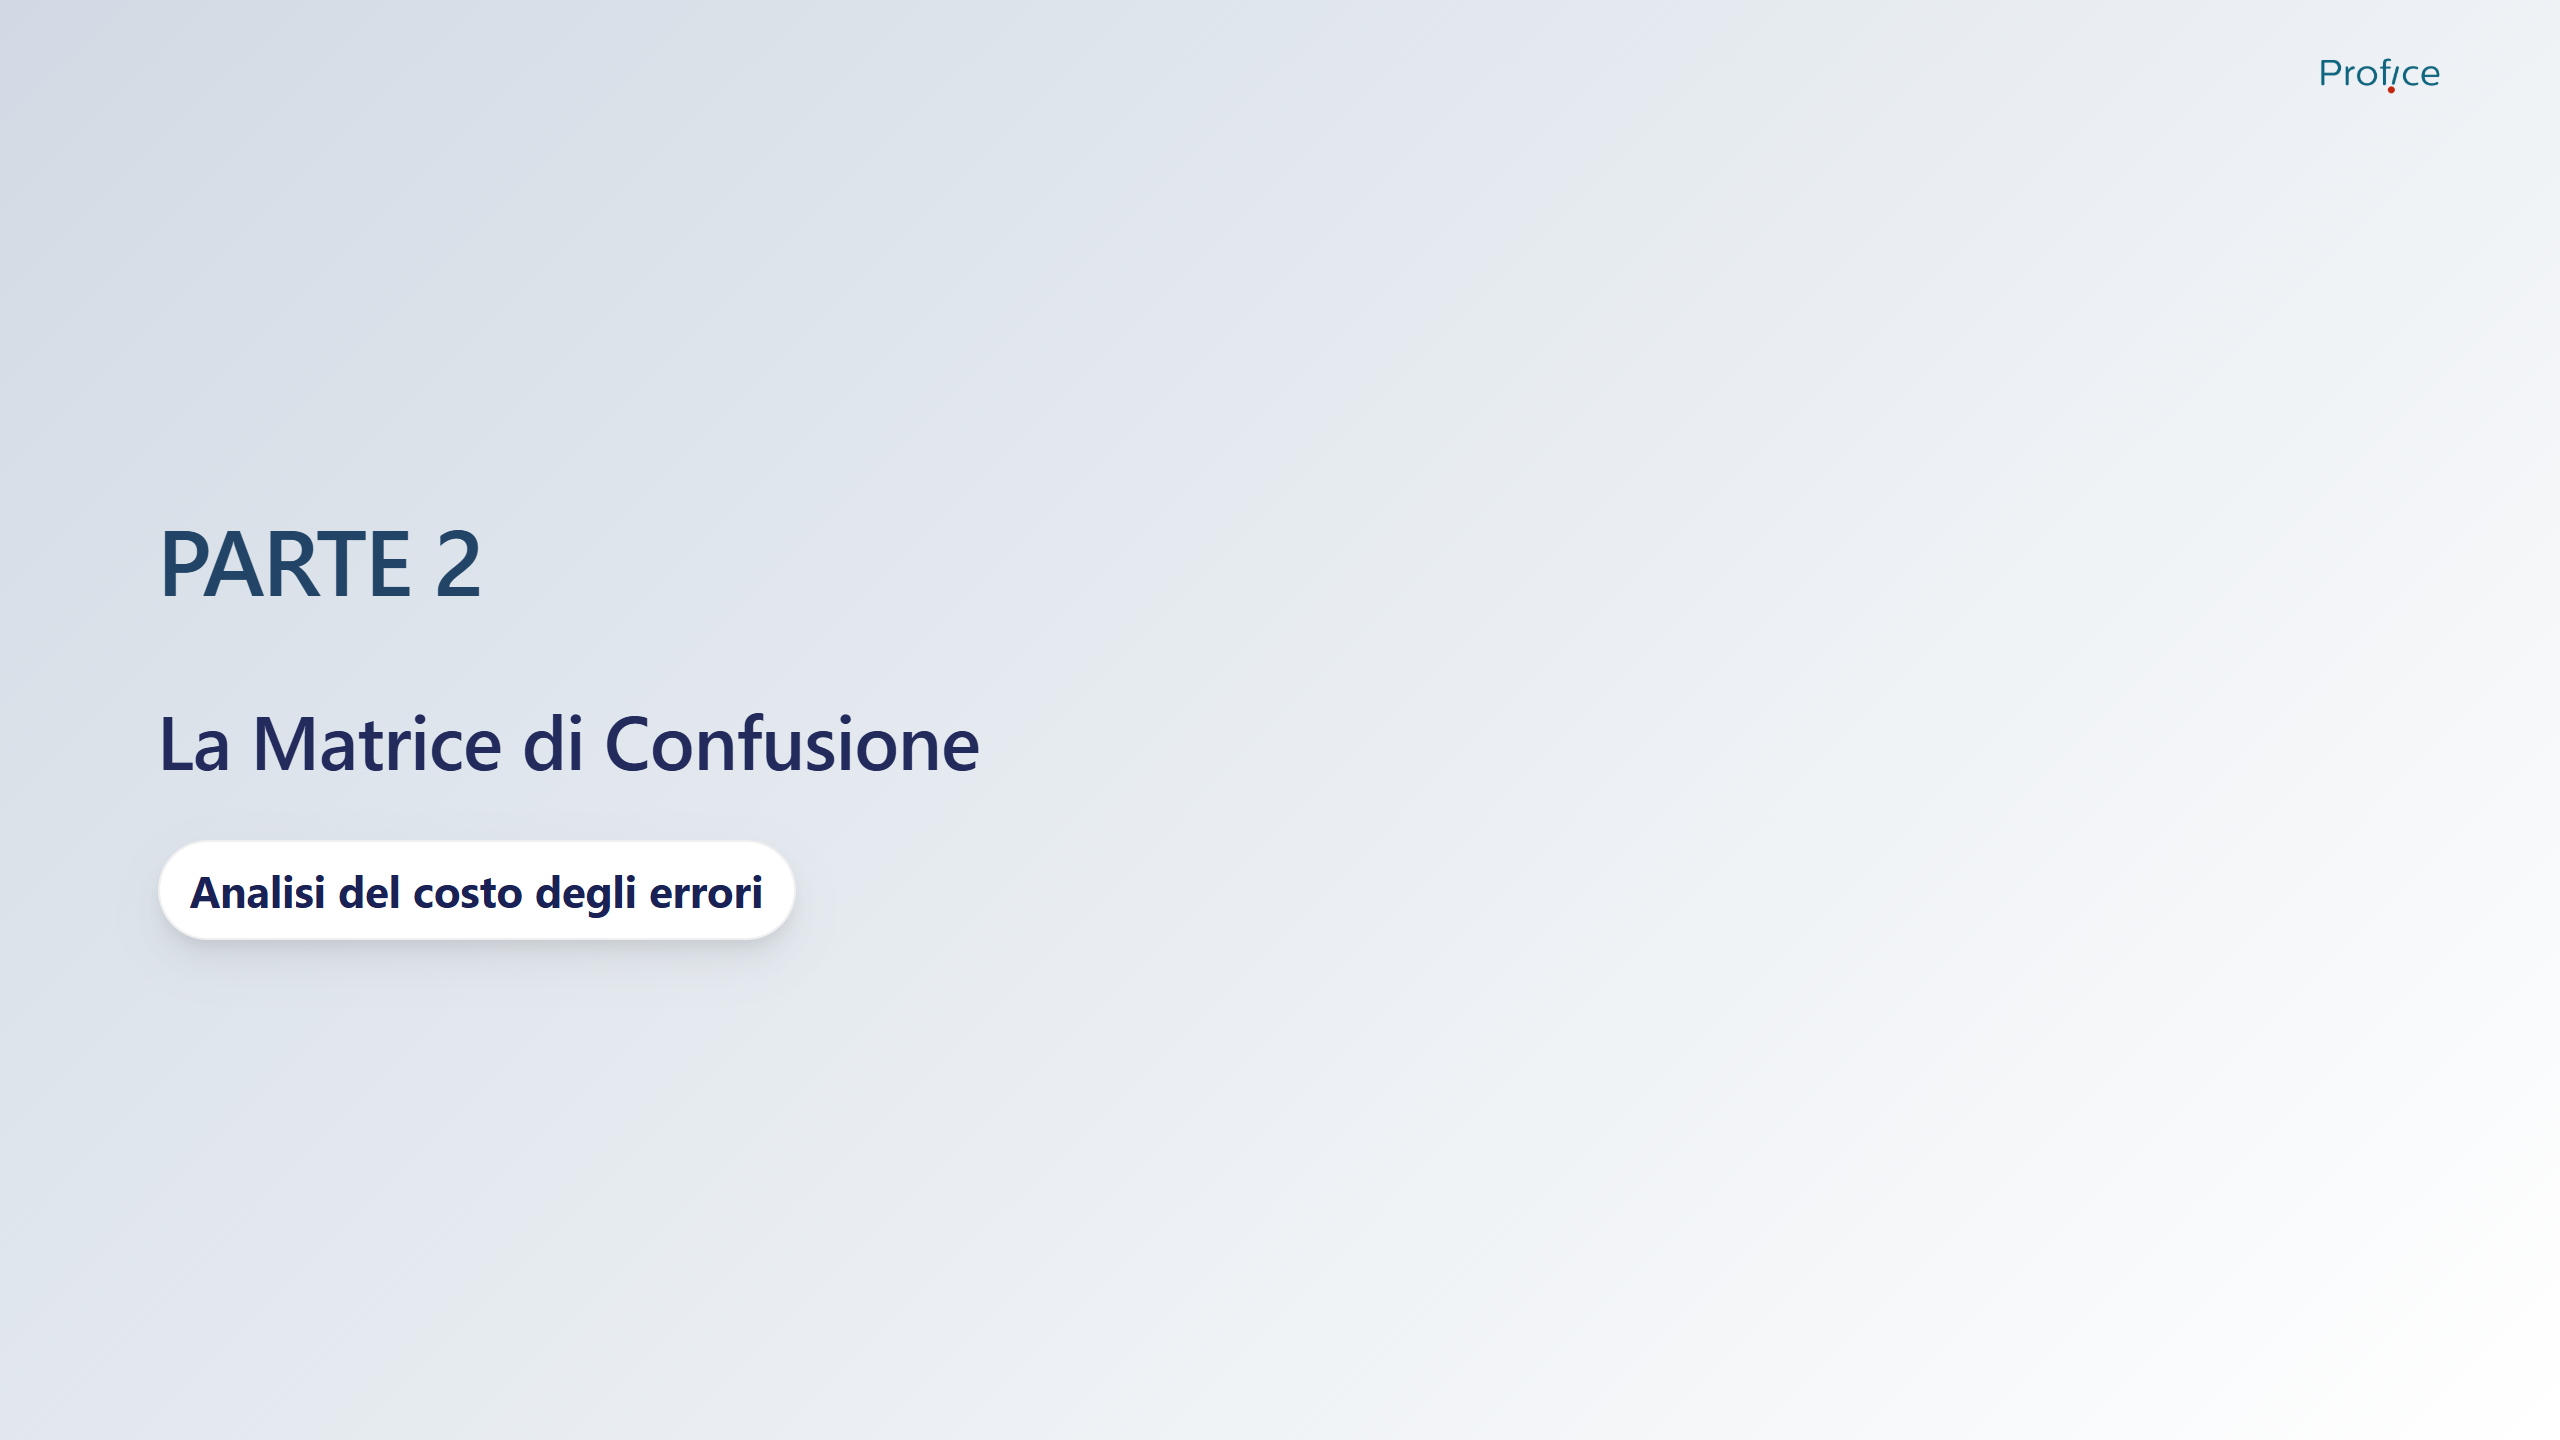 Profice
PARTE 2
La Matrice di Confusione
Analisi del costo degli errori